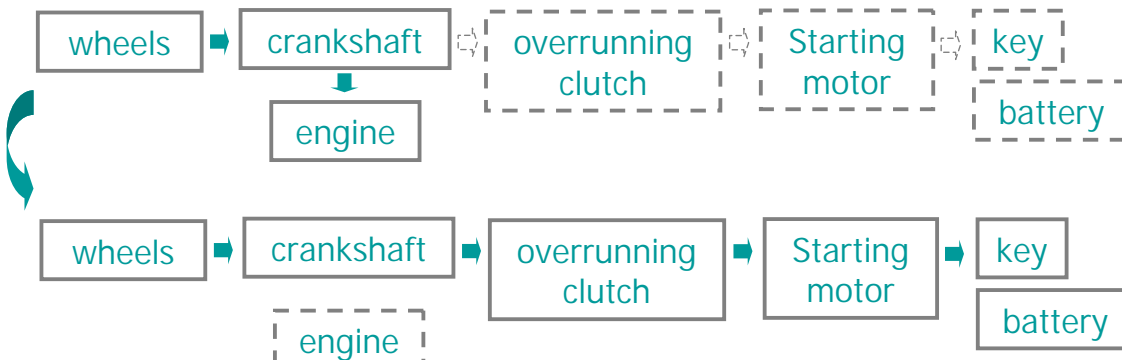 wheels
crankshaft
overrunning
clutch
Starting
motor
key
battery
engine
wheels
crankshaft
overrunning
clutch
Starting
motor
key
battery
engine